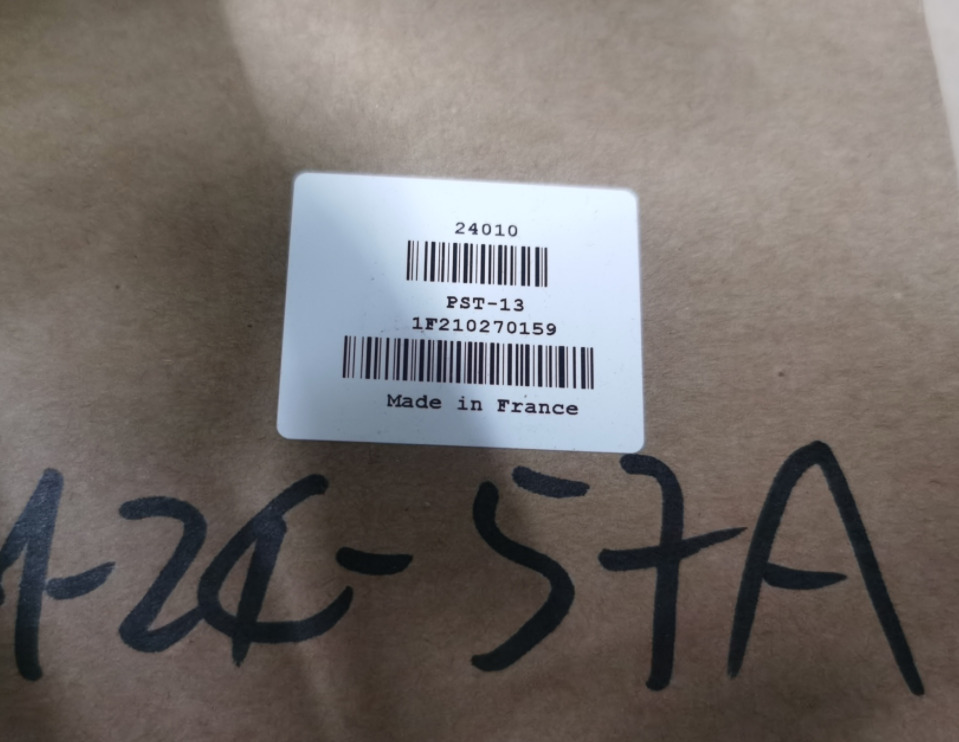 24010
PST-13
1F210270159
Made in France
-57A